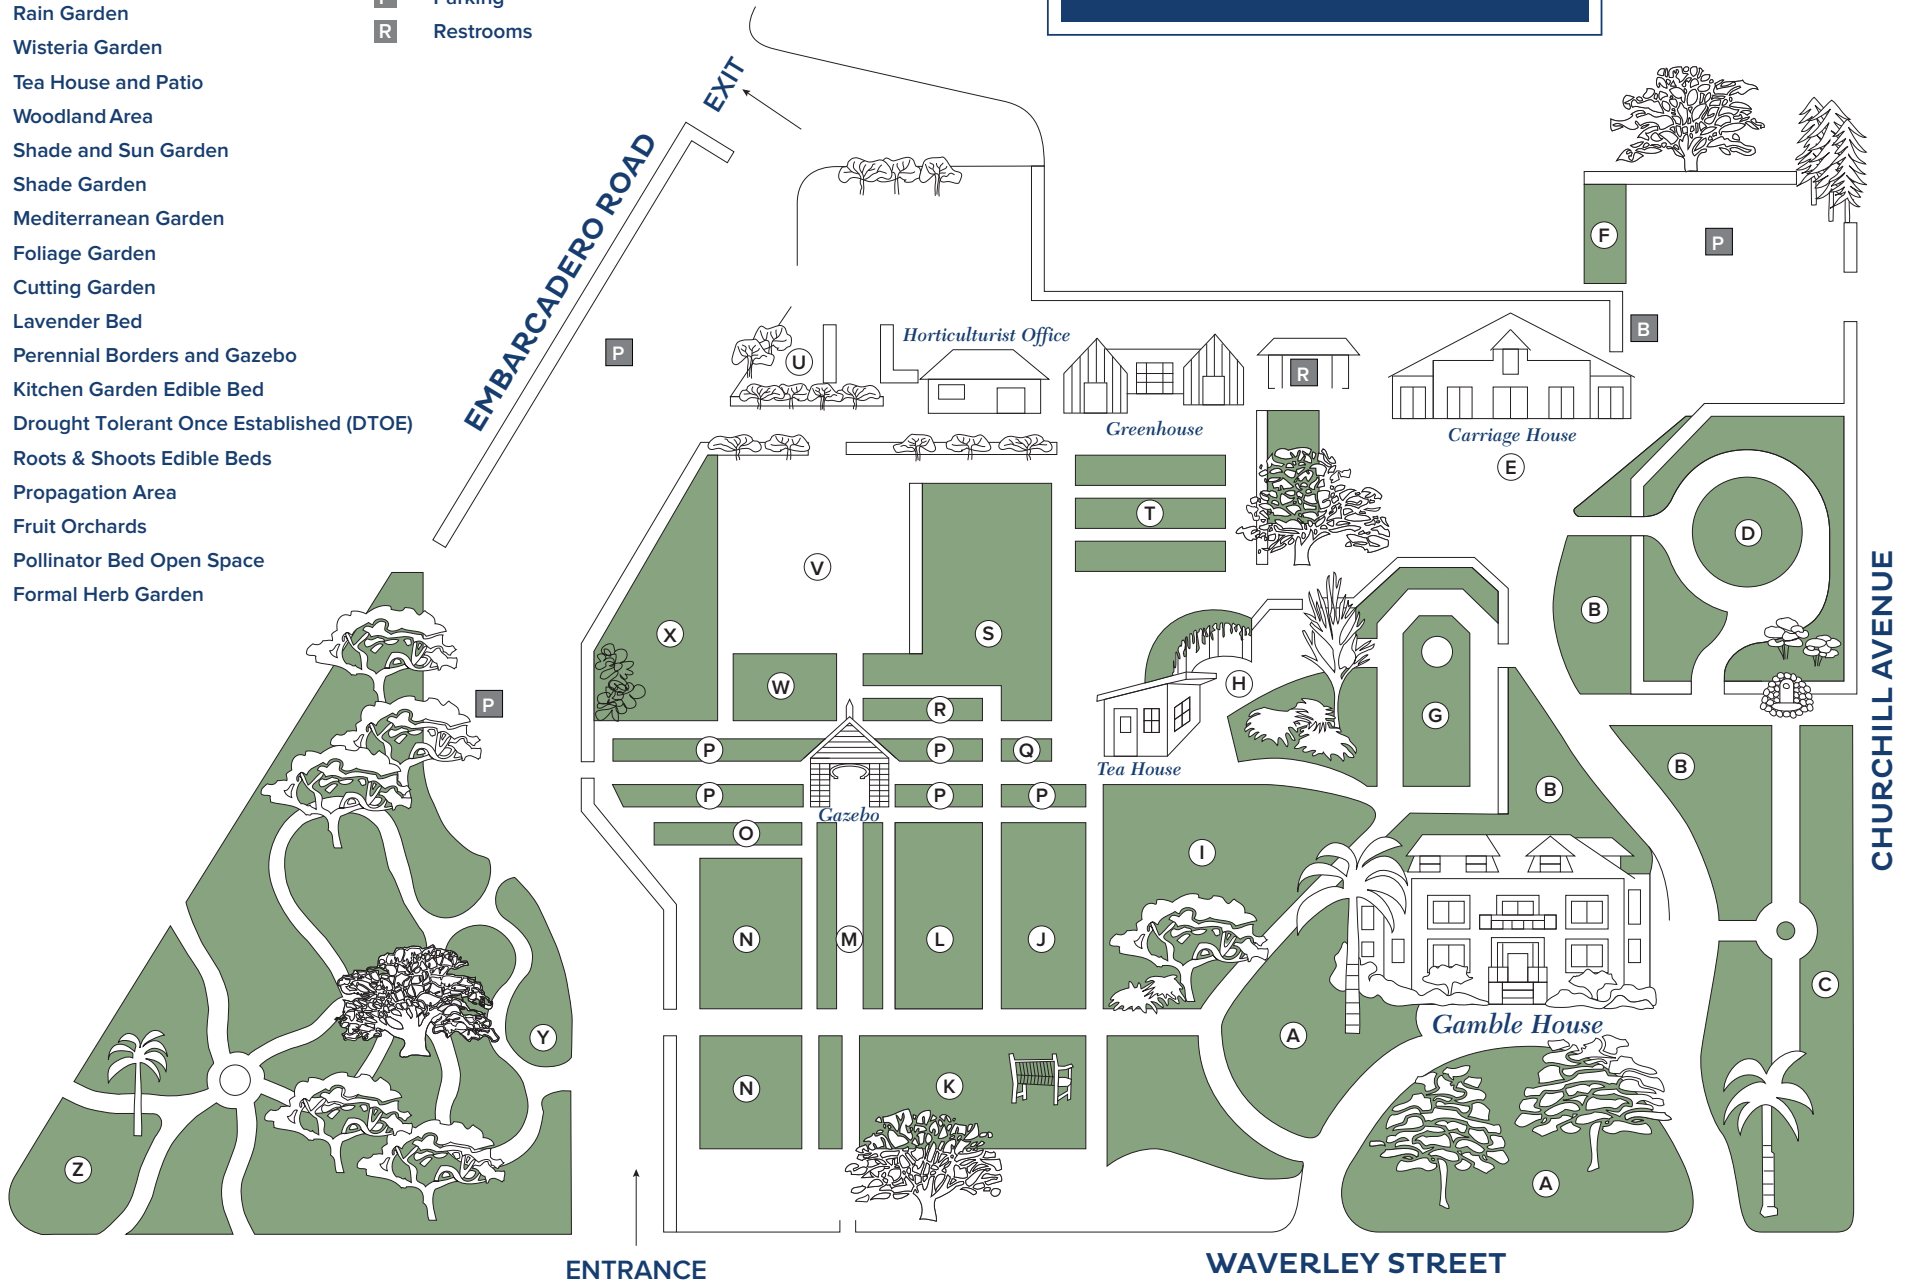 Rain Garden
Wisteria Garden
Tea House and Patio
Woodland Area
Shade and Sun Garden
Shade Garden
Mediterranean Garden
Foliage Garden
Cutting Garden
Lavender Bed
Perennial Borders and Gazebo
Kitchen Garden Edible Bed
Drought Tolerant Once Established (DTOE)
Roots & Shoots Edible Beds
Propagation Area
Fruit Orchards
Pollinator Bed Open Space
Formal Herb Garden
P Parking
R Restrooms
EXIT
EMBARCADERO ROAD
F
P
B
P
U
Horticulturist Office
R
Greenhouse
Carriage House
E
T
D
V
B
X
S
W
H
P
R
G
P
P
Q
Tea House
B
B
P
P
P
Gazebo
O
I
CHURCHILL AVENUE
N
M
L
J
C
Gamble House
Y
A
N
K
Z
A
ENTRANCE
WAVERLEY STREET